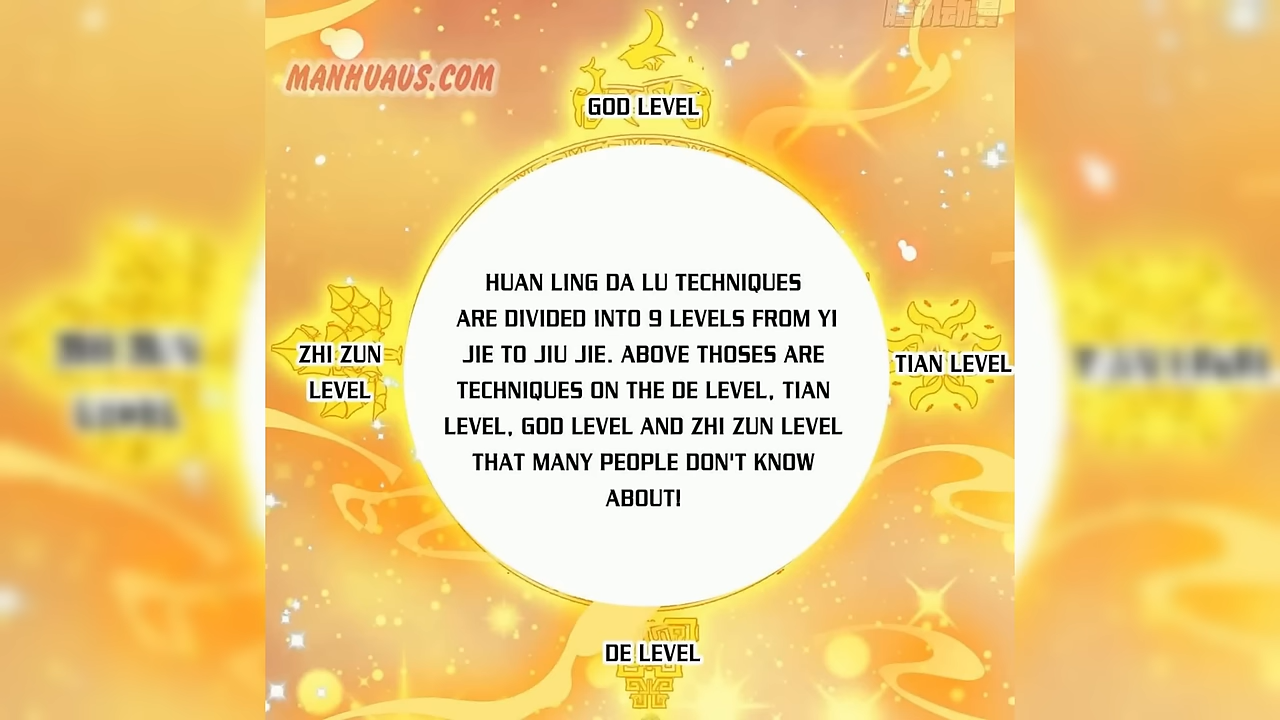 MANHUAUS.COM
GOD LEVEL
HUAN LING DA LU TECHNIQUES
ARE DIVIDED INTO 9 LEVELS FROM YI
JIE TO JIU JIE. ABOVE THOSES ARE
TECHNIQUES ON THE DE LEVEL, TIAN
LEVEL, GOD LEVEL AND ZHI ZUN LEVEL
THAT MANY PEOPLE DON'T KNOW
ABOUT!
ZHI ZUN
LEVEL
TIAN LEVEL
DE LEVEL